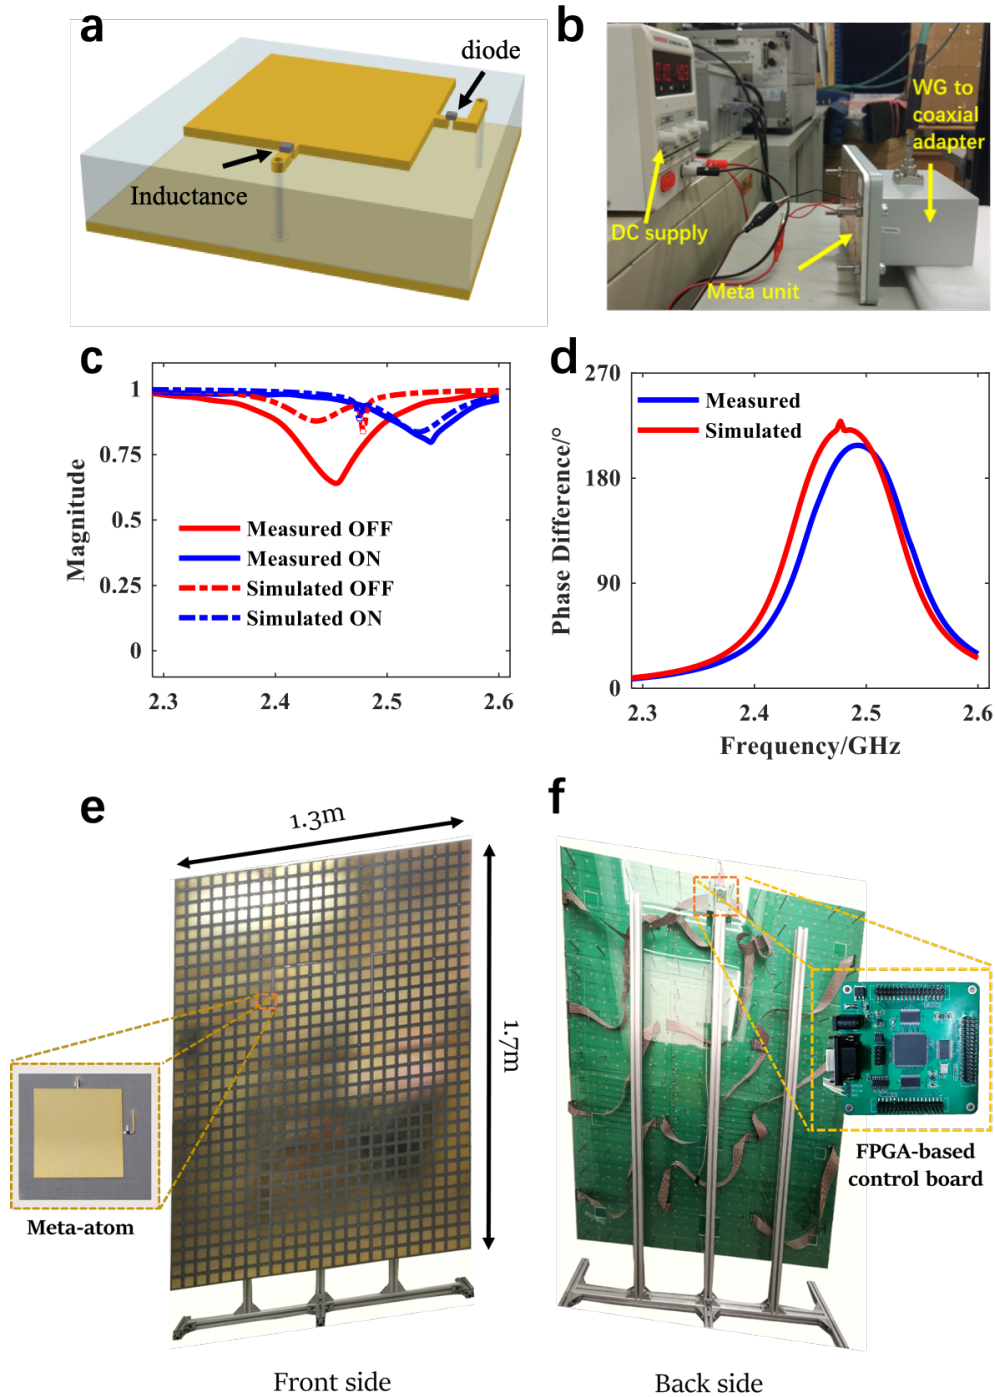 a
diode
Inductance
b
WG to
coaxial
adapter
DC supply
Meta unit
c
1
0.75
0.5
0.25
0
Magnitude
Measured OFF
Measured ON
Simulated OFF
Simulated ON
2.3 2.4 2.5 2.6
d
270
180
90
0
Phase Difference/°
Measured
Simulated
2.3 2.4 2.5 2.6
Frequency/GHz
e
1.3m
1.7m
Meta-atom
Front side
f
FPGA-based
control board
Back side